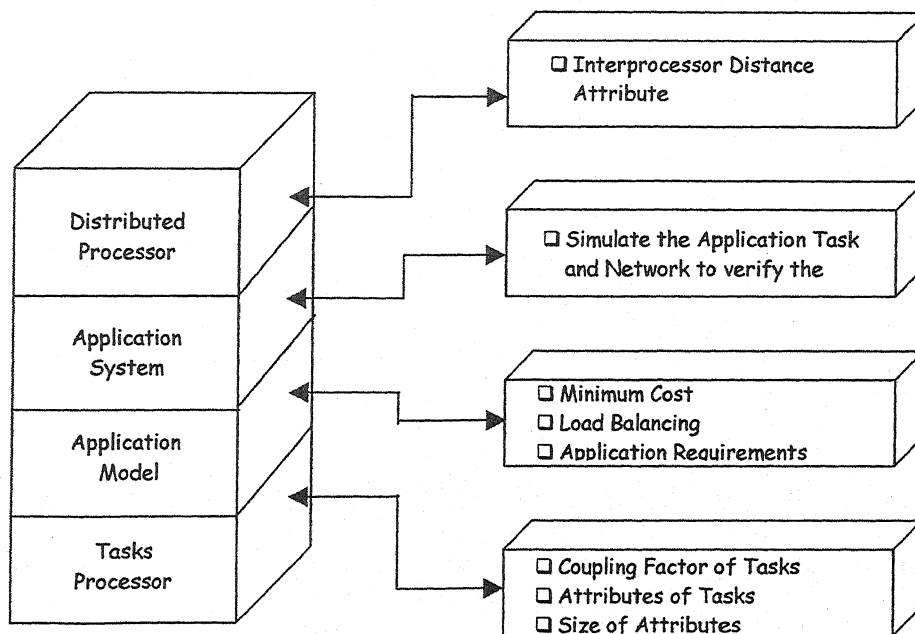 Distributed
Processor
Application
System
Application
Model
Tasks
Processor
❑ Interprocessor Distance
Attribute
❑ Simulate the Application Task
and Network to verify the
❑ Minimum Cost
❑ Load Balancing
❑ Application Requirements
❑ Coupling Factor of Tasks
❑ Attributes of Tasks
❑ Size of Attributes